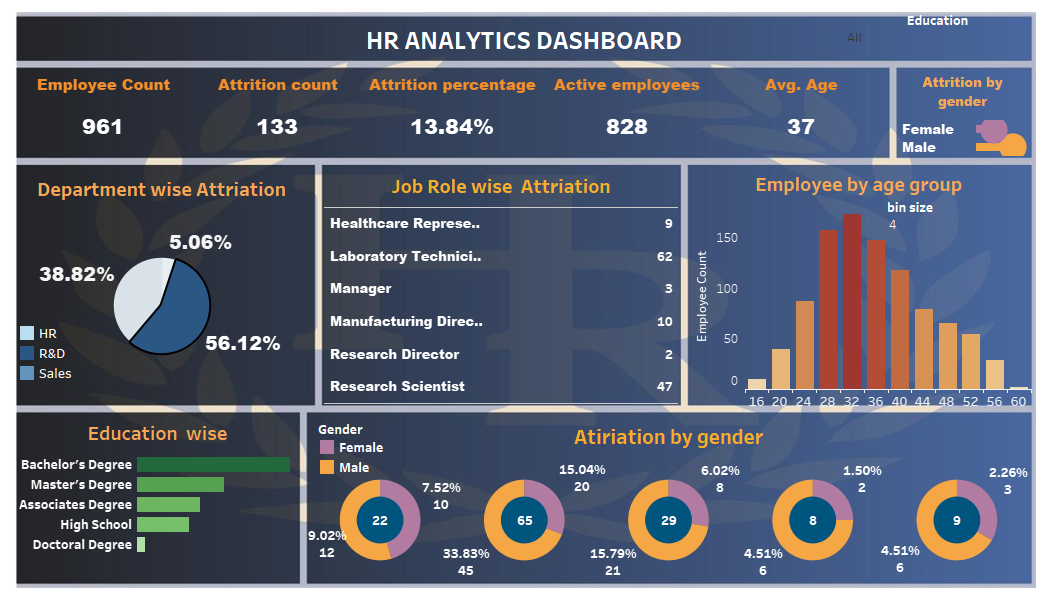 Education
HR ANALYTICS DASHBOARD
All
Employee Count
Attrition count
Attrition percentage
Active employees
Avg. Age
961
133
13.84%
828
37
Attrition by
gender
Female
Male
Department wise Attriation
5.06%
38.82%
56.12%
HR
R&D
Sales
Job Role wise Attriation
Healthcare Represe.. 9
Laboratory Technici.. 62
Manager 3
Manufacturing Direc.. 10
Research Director 2
Research Scientist 47
Employee by age group
bin size
4
Employee Count
150
100
50
0
16 20 24 28 32 36 40 44 48 52 56 60
Education wise
Bachelor's Degree
Master's Degree
Associates Degree
High School
Doctoral Degree
Gender
Female
Male
Atiriation by gender
7.52%
10
22
9.02%
12
15.04%
20
65
33.83%
45
6.02%
8
29
15.79%
21
1.50%
2
8
4.51%
6
2.26%
3
9
4.51%
6
HR